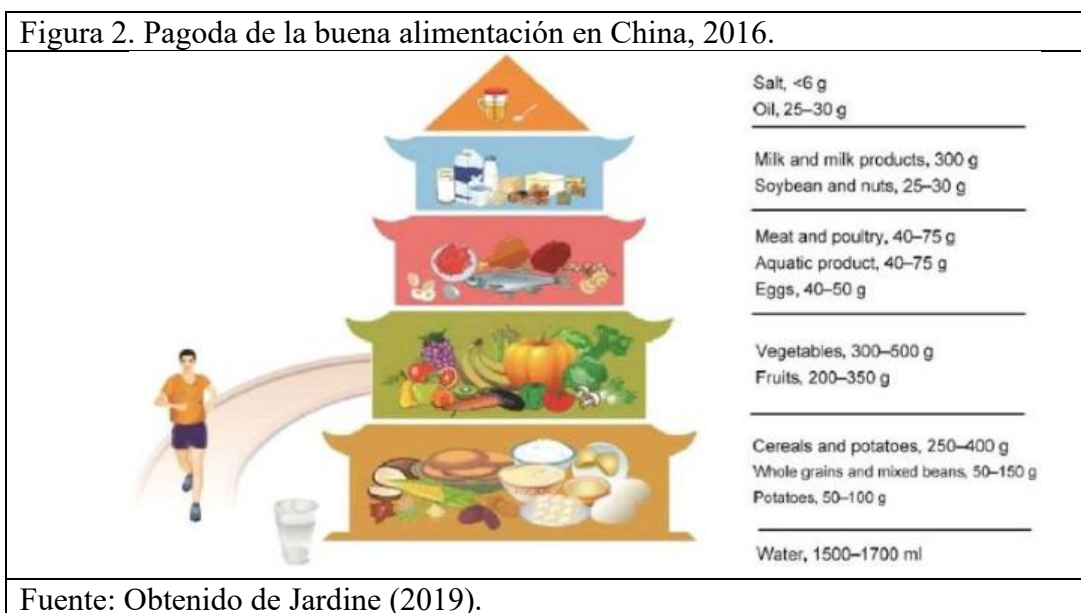 Figura 2. Pagoda de la buena alimentación en China, 2016.
Salt, <6 g
Oil, 25–30 g
Milk and milk products, 300 g
Soybean and nuts, 25–30 g
Meat and poultry, 40–75 g
Aquatic product, 40–75 g
Eggs, 40–50 g
Vegetables, 300–500 g
Fruits, 200–350 g
Cereals and potatoes, 250–400 g
Whole grains and mixed beans, 50–150 g
Potatoes, 50–100 g
Water, 1500–1700 ml
Fuente: Obtenido de Jardine (2019).